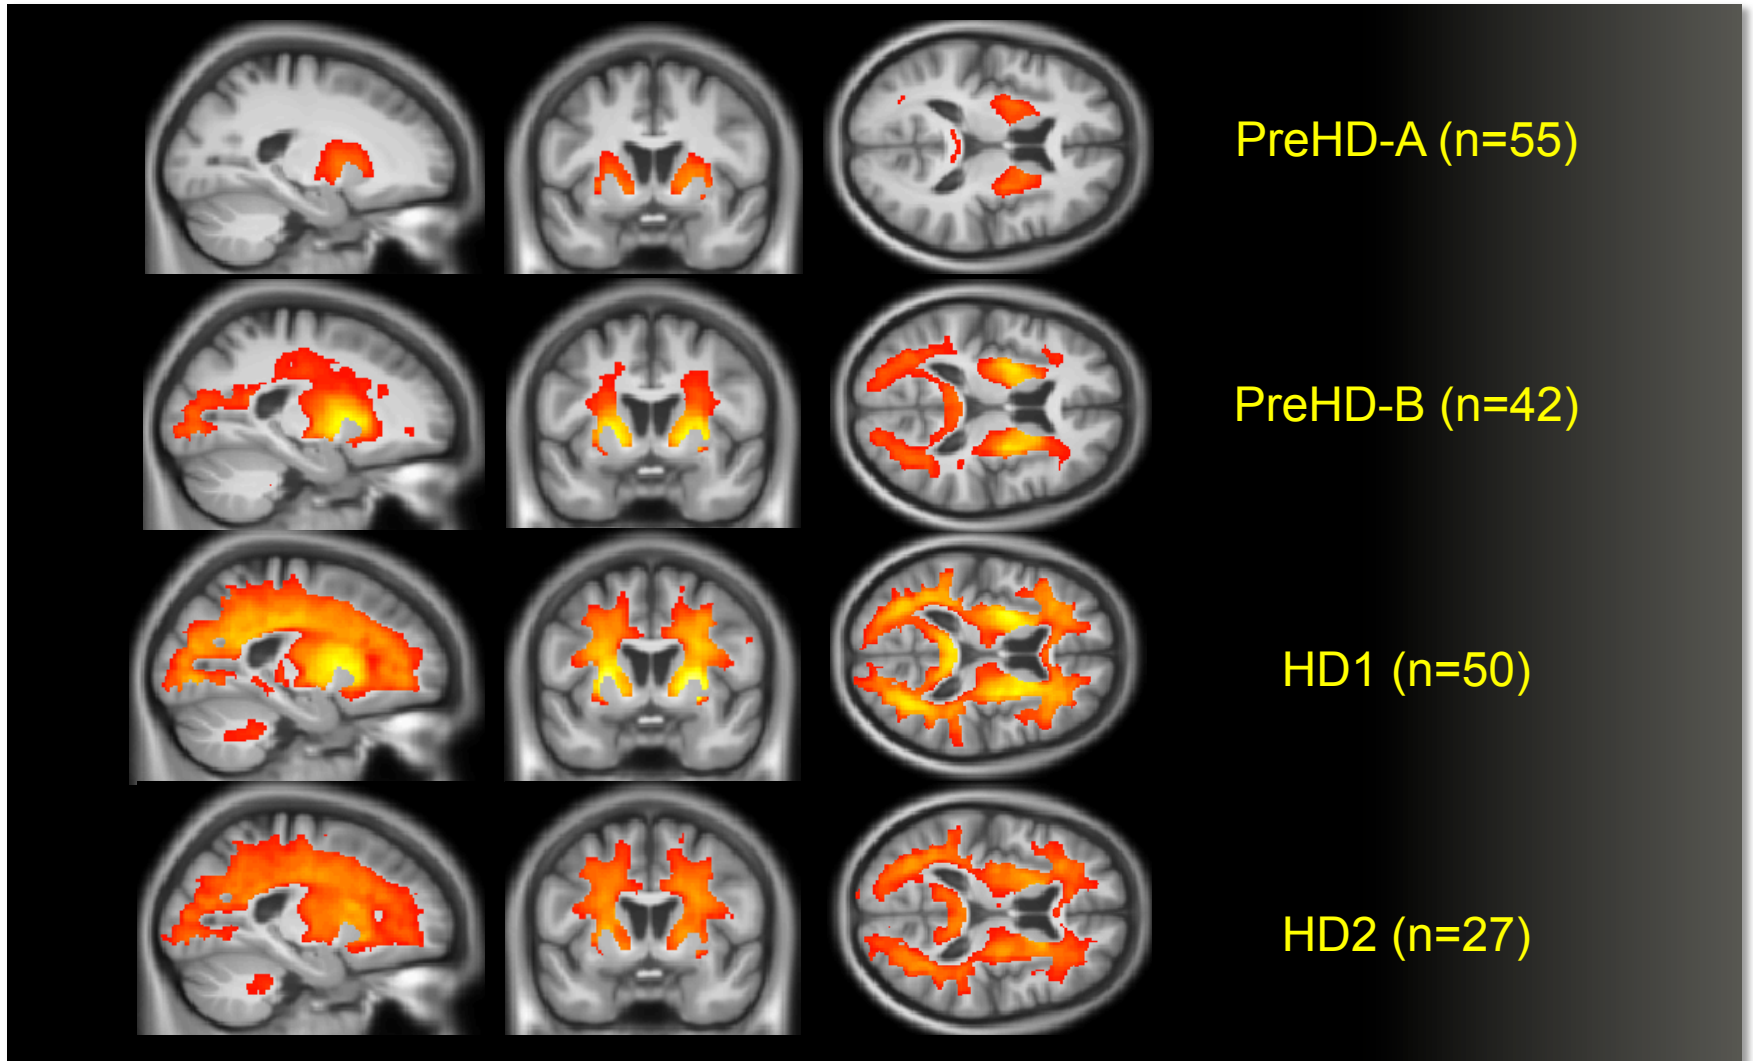 PreHD-A (n=55)
PreHD-B (n=42)
HD1 (n=50)
HD2 (n=27)